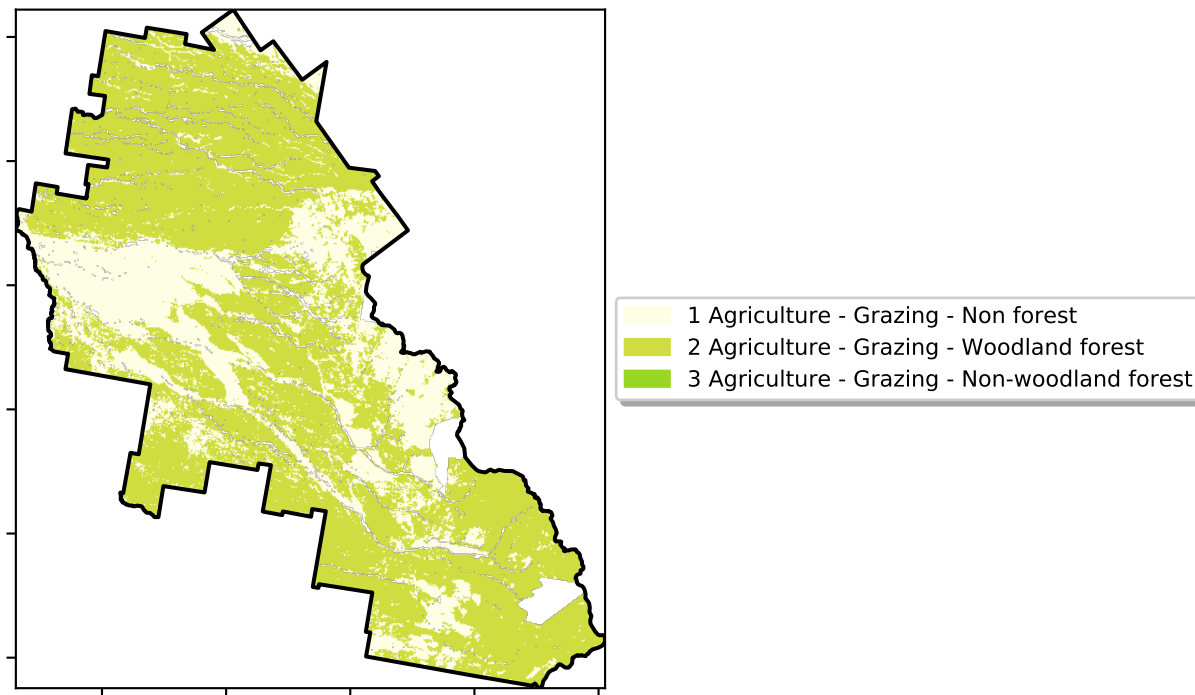 1 Agriculture - Grazing - Non forest
2 Agriculture - Grazing - Woodland forest
3 Agriculture - Grazing - Non-woodland forest